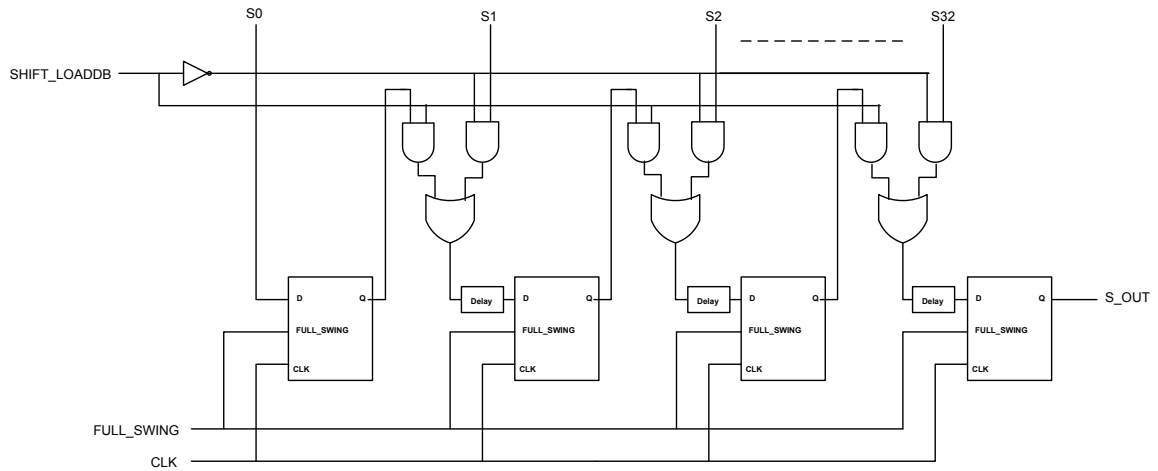 S0 S1 S2 S32
SHIFT_LOADDB
Delay Delay Delay
D Q D Q D Q D Q S_OUT
FULL_SWING FULL_SWING FULL_SWING FULL_SWING
CLK CLK CLK CLK
FULL_SWING
CLK